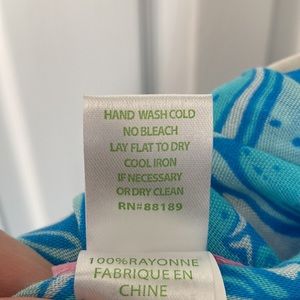 HAND WASH COLD
NO BLEACH
LAY FLAT TO DRY
COOL IRON
IF NECESSARY
OR DRY CLEAN
RN#88189
100%RAYONNE
FABRIQUE EN
CHINE